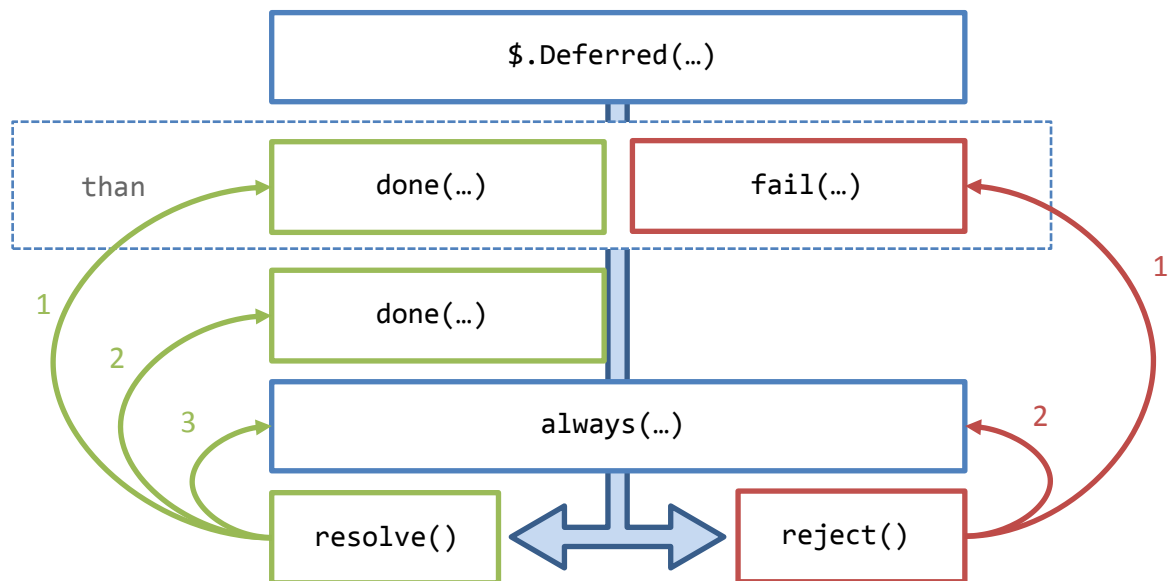 $.Deferred(…)
than
done(…)
fail(…)
1
1
done(…)
2
3
always(…)
2
resolve()
reject()